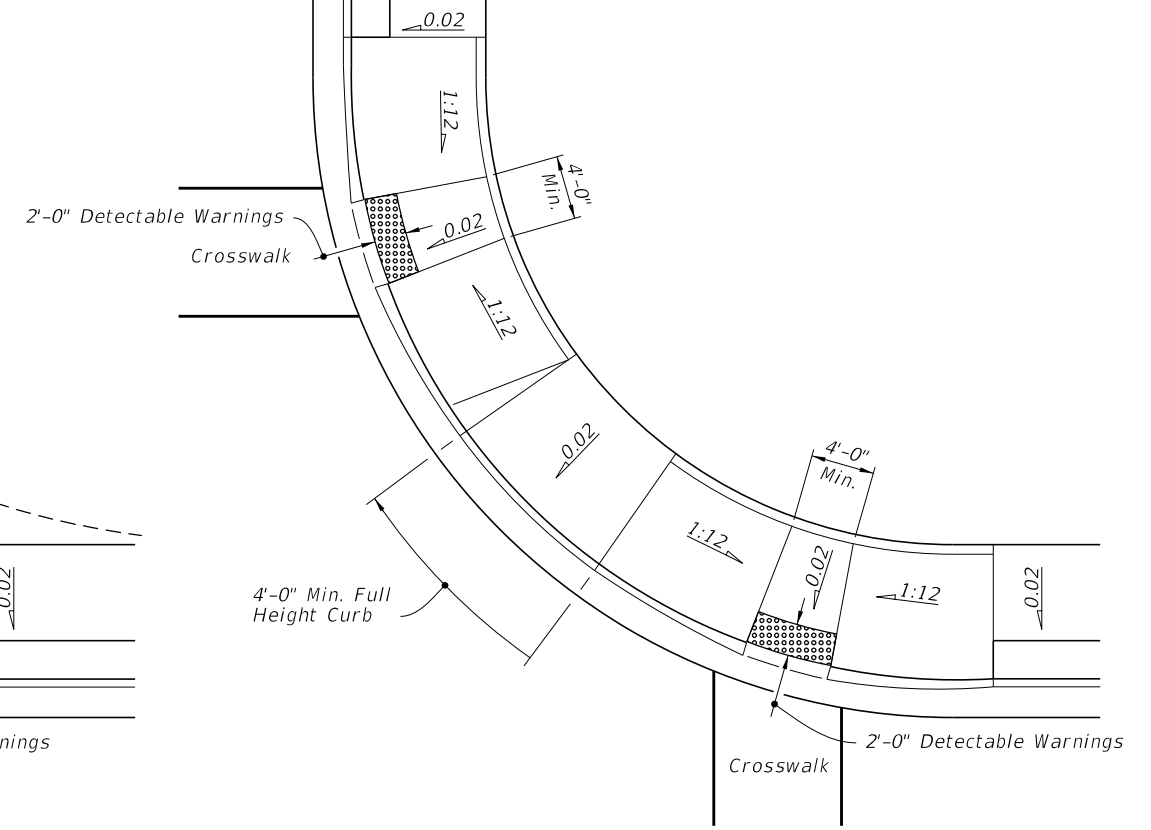 0.02
1:12
4'-0"
Min.
2'-0" Detectable Warnings
0.02
Crosswalk
1:12
0.02
4'-0"
Min.
1:12
0.02
0.02
1:12
0.02
4'-0" Min. Full
Height Curb
nings
2'-0" Detectable Warnings
Crosswalk